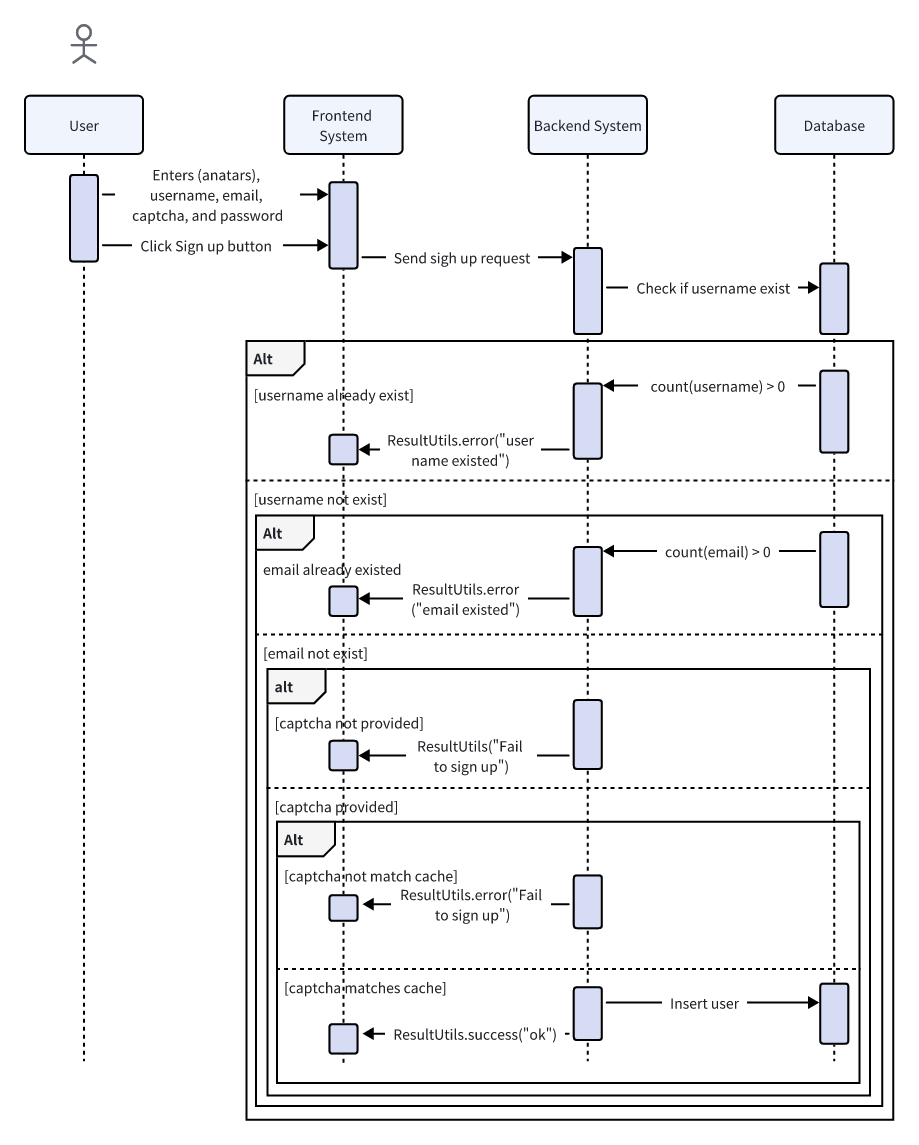 User
Frontend
System
Backend System
Database
Enters (anatars),
username, email,
captcha, and password
Click Sign up button
Send sigh up request
Check if username exist
Alt
[username already exist]
count(username) > 0
ResultUtils.error("user
name existed")
[username not exist]
Alt
count(email) > 0
email already existed
ResultUtils.error
("email existed")
[email not exist]
alt
[captcha not provided]
ResultUtils("Fail
to sign up")
[captcha provided]
Alt
[captcha not match cache]
ResultUtils.error("Fail
to sign up")
[captcha matches cache]
Insert user
ResultUtils.success("ok")